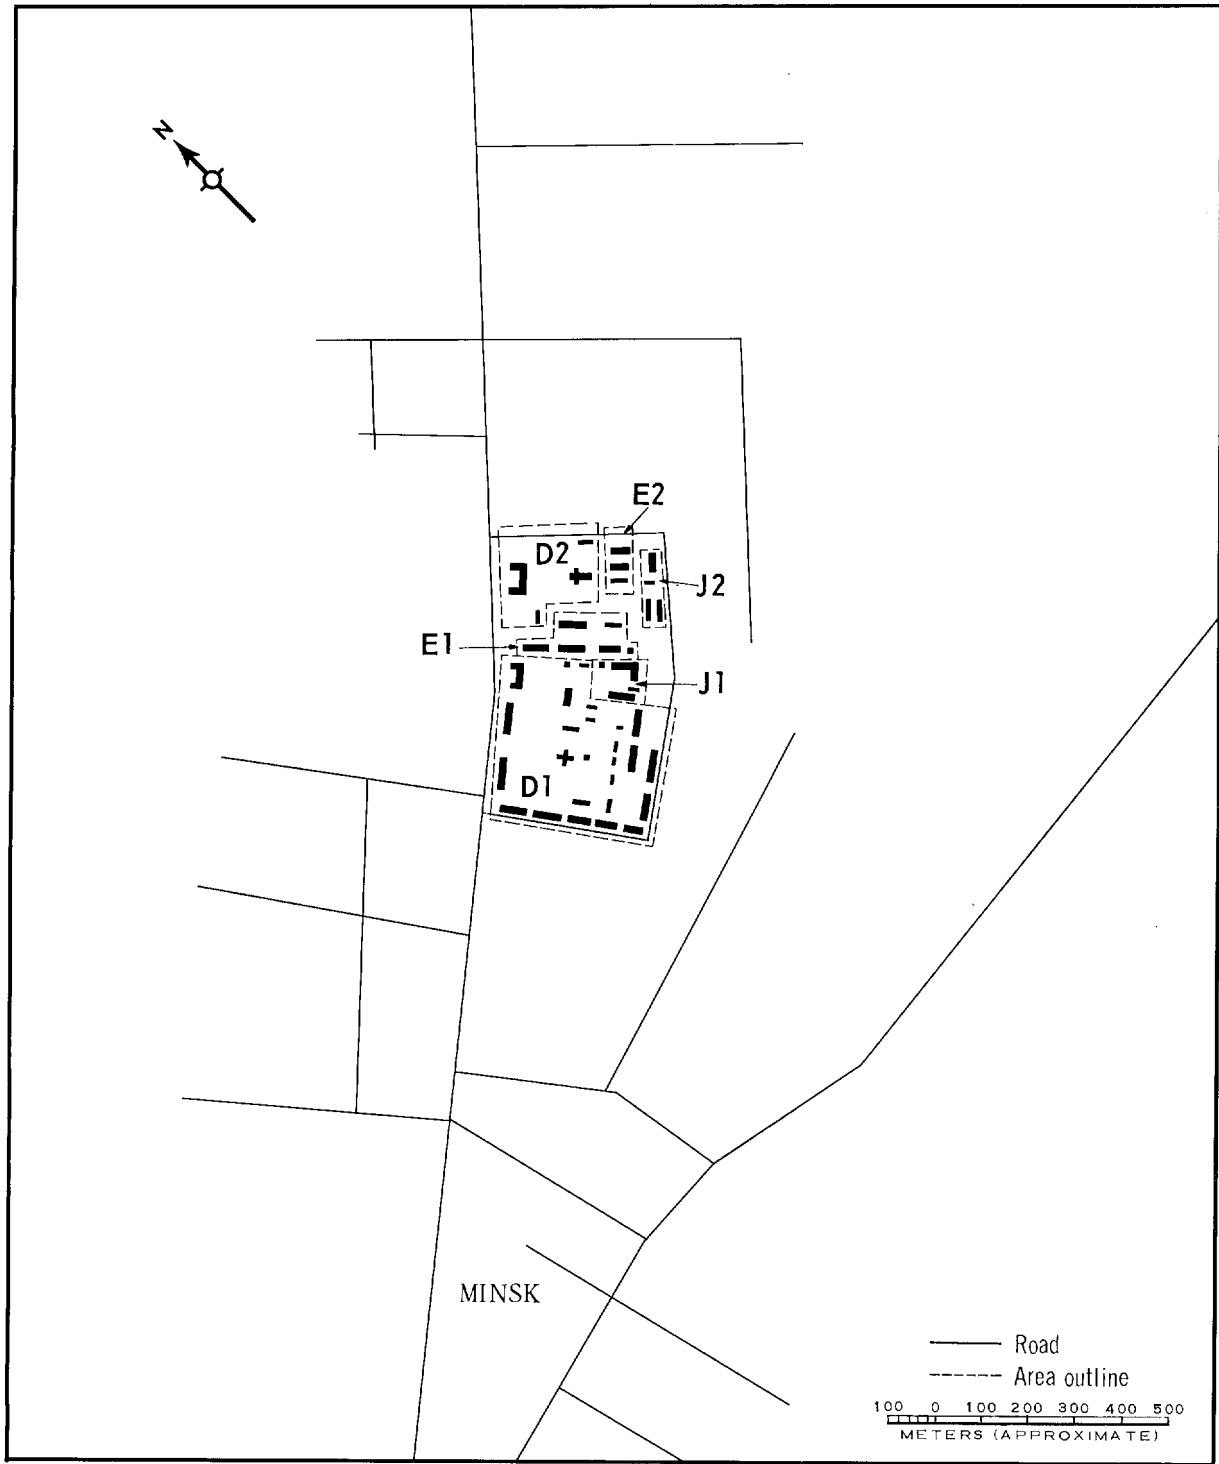 N
E2
D2
J2
E1
J1
D1
MINSK
Road
Area outline
100 0 100 200 300 400 500
METERS (APPROXIMATE)